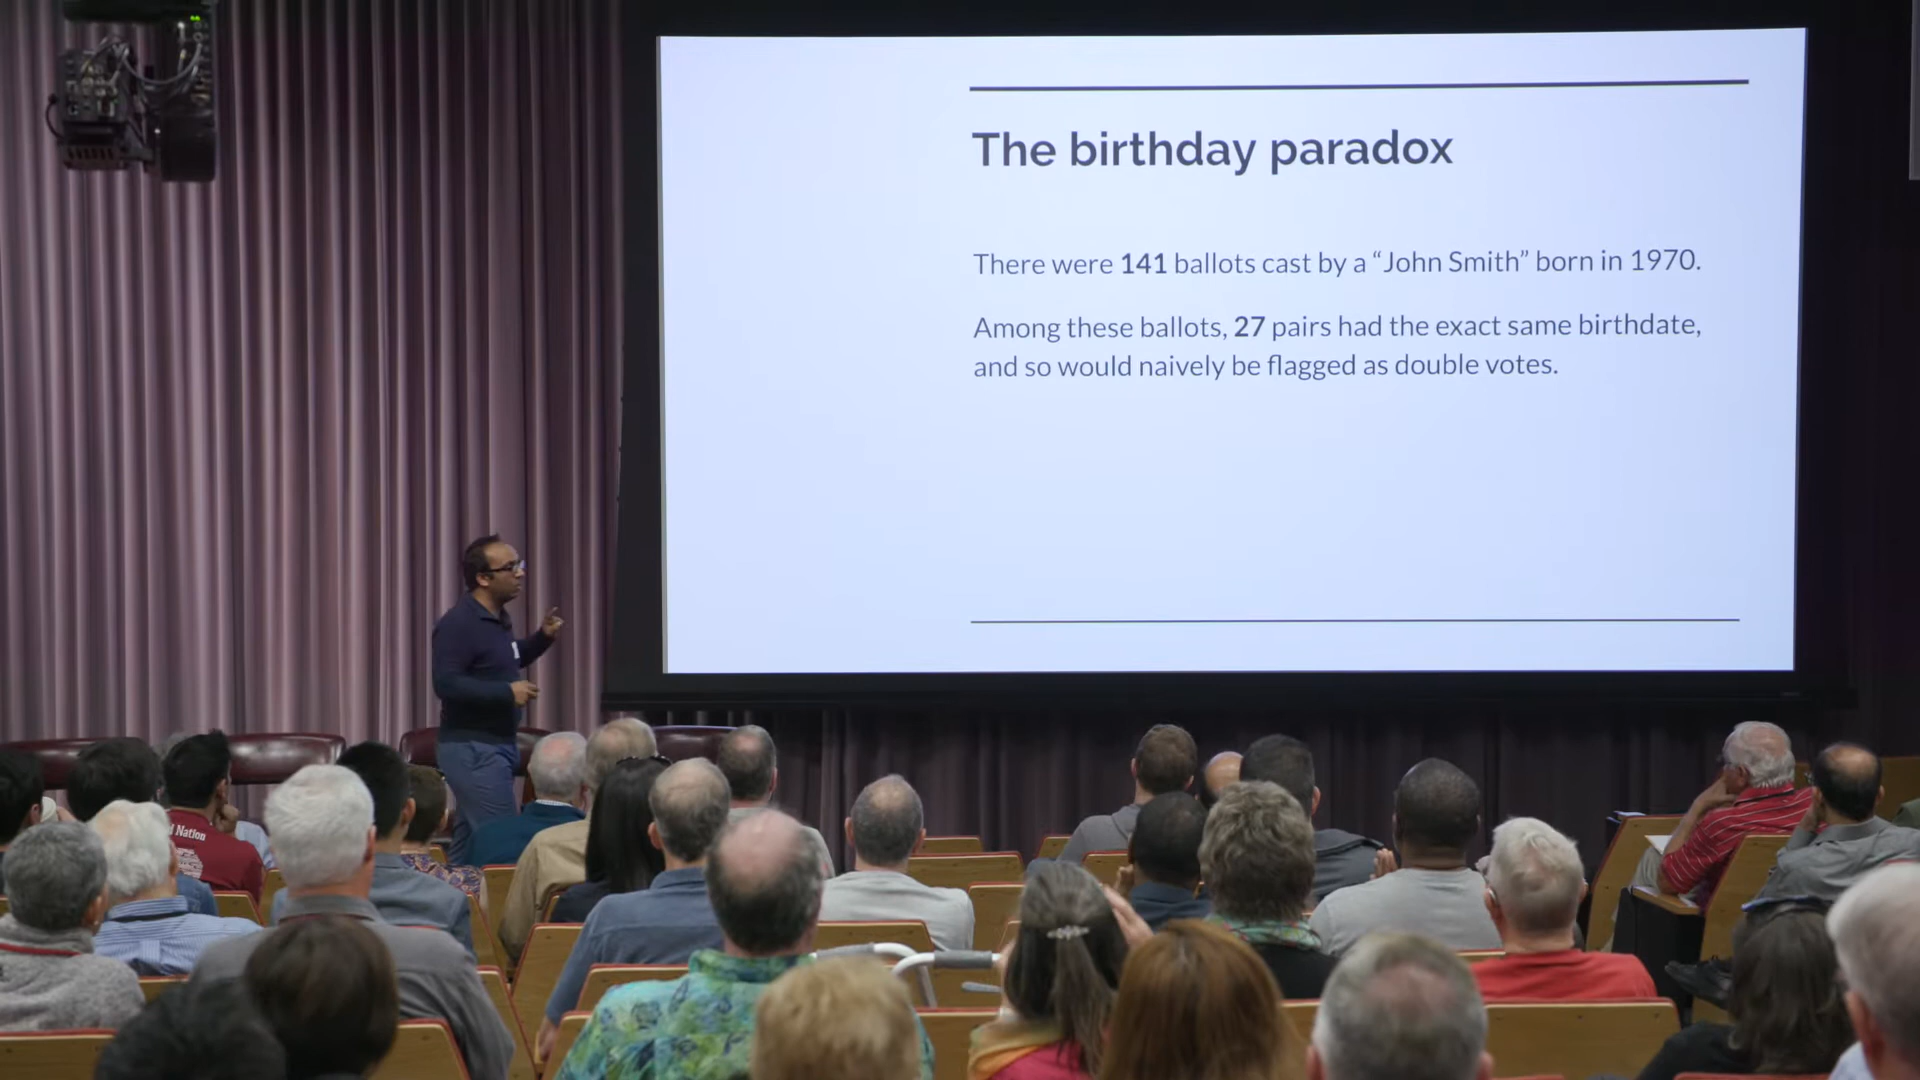 The birthday paradox
There were 141 ballots cast by a “John Smith” born in 1970.
Among these ballots, 27 pairs had the exact same birthdate,
and so would naively be flagged as double votes.
Nation